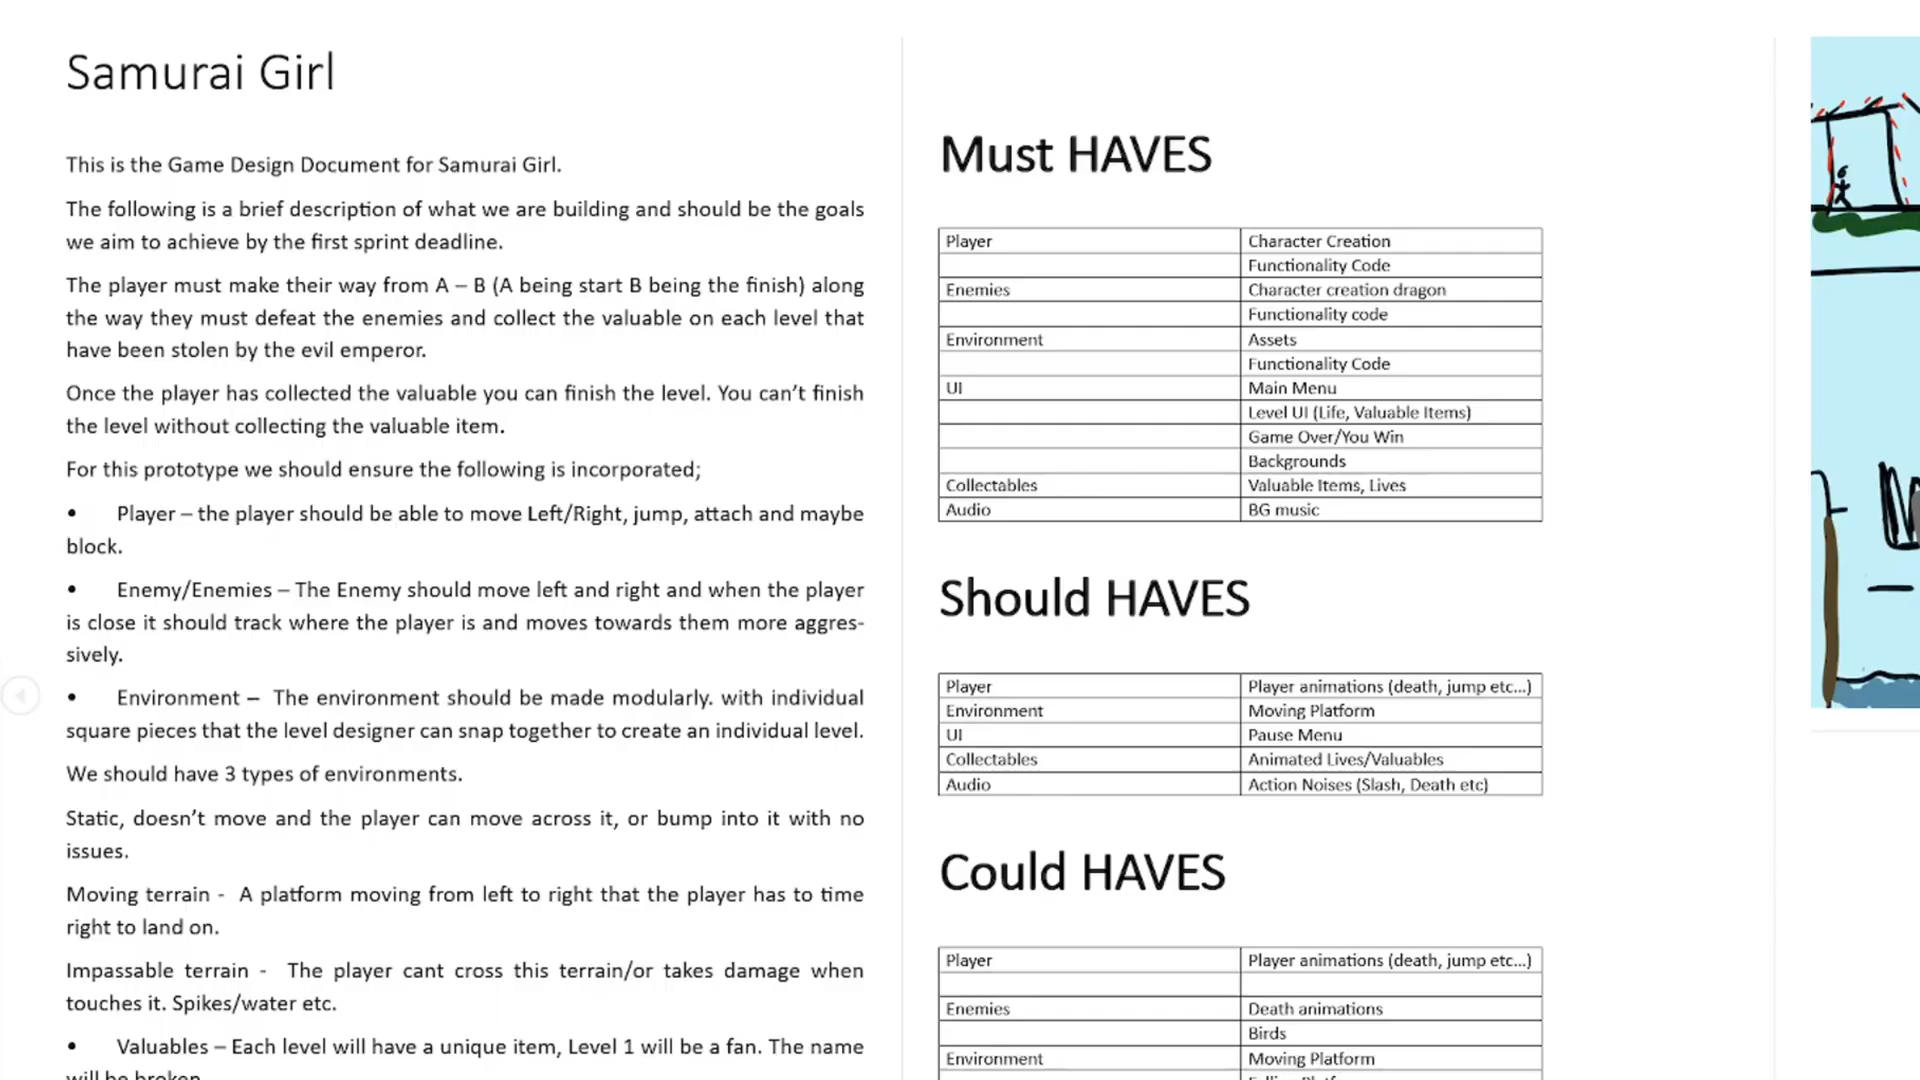 Samurai Girl
This is the Game Design Document for Samurai Girl.
The following is a brief description of what we are building and should be the goals
we aim to achieve by the first sprint deadline.
The player must make their way from A – B (A being start B being the finish) along
the way they must defeat the enemies and collect the valuable on each level that
have been stolen by the evil emperor.
Once the player has collected the valuable you can finish the level. You can’t finish
the level without collecting the valuable item.
For this prototype we should ensure the following is incorporated;
• Player – the player should be able to move Left/Right, jump, attach and maybe
block.
• Enemy/Enemies – The Enemy should move left and right and when the player
is close it should track where the player is and moves towards them more aggres-
sively.
• Environment – The environment should be made modularly. with individual
square pieces that the level designer can snap together to create an individual level.
We should have 3 types of environments.
Static, doesn’t move and the player can move across it, or bump into it with no
issues.
Moving terrain - A platform moving from left to right that the player has to time
right to land on.
Impassable terrain - The player cant cross this terrain/or takes damage when
touches it. Spikes/water etc.
• Valuables – Each level will have a unique item, Level 1 will be a fan. The name
will be broken
Must HAVES
Player Character Creation
Functionality Code
Enemies Character creation dragon
Functionality code
Environment Assets
Functionality Code
UI Main Menu
Level UI (Life, Valuable Items)
Game Over/You Win
Backgrounds
Collectables Valuable Items, Lives
Audio BG music
Should HAVES
Player Player animations (death, jump etc...)
Environment Moving Platform
UI Pause Menu
Collectables Animated Lives/Valuables
Audio Action Noises (Slash, Death etc)
Could HAVES
Player Player animations (death, jump etc...)
Enemies Death animations
Birds
Environment Moving Platform